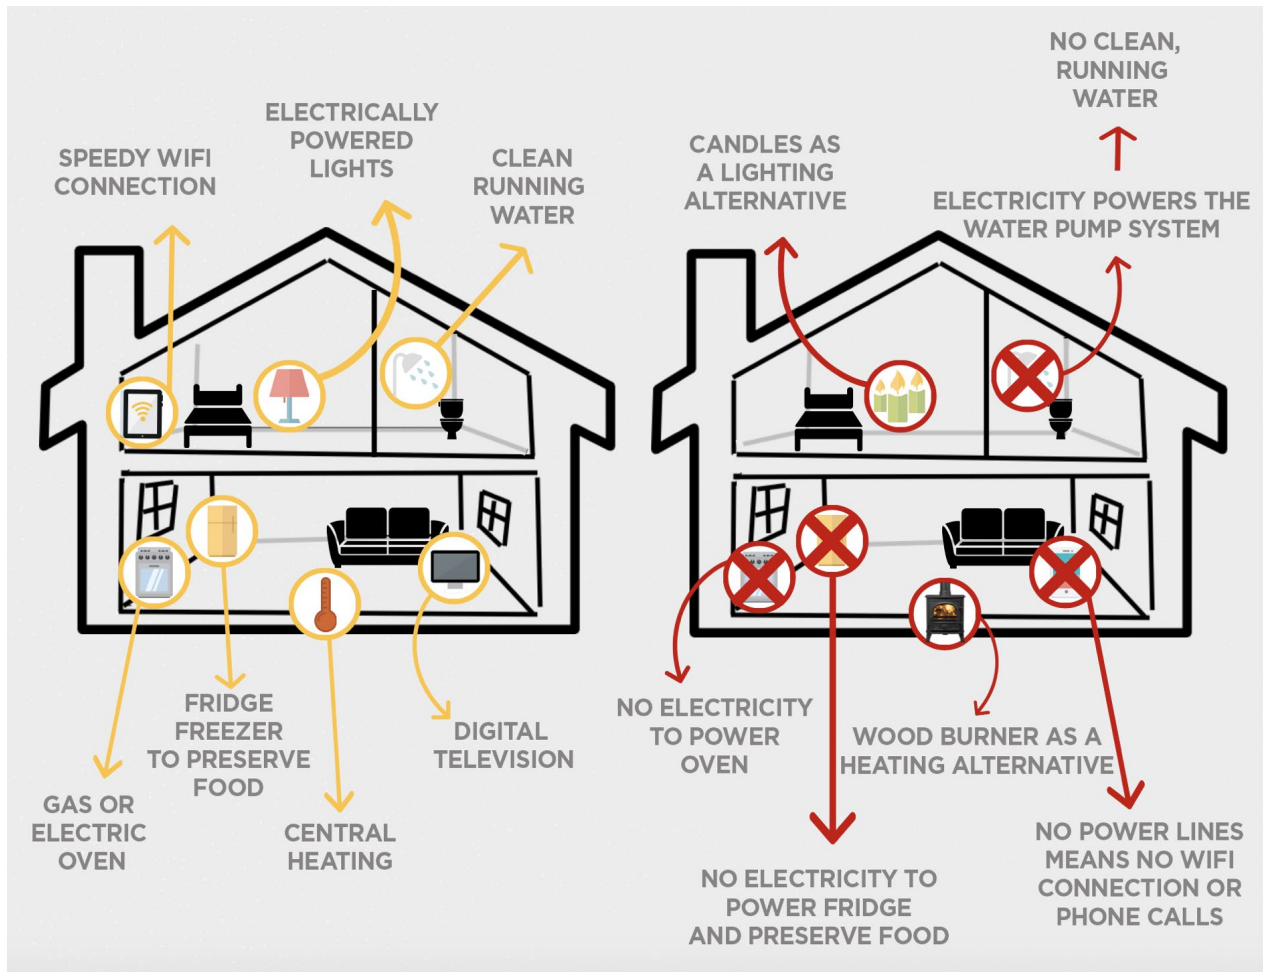 SPEEDY WIFI
CONNECTION
ELECTRICALLY
POWERED
LIGHTS
CLEAN
RUNNING
WATER
GAS OR
ELECTRIC
OVEN
FRIDGE
FREEZER
TO PRESERVE
FOOD
CENTRAL
HEATING
DIGITAL
TELEVISION
CANDLES AS
A LIGHTING
ALTERNATIVE
NO CLEAN,
RUNNING
WATER
ELECTRICITY POWERS THE
WATER PUMP SYSTEM
NO ELECTRICITY
TO POWER
OVEN
NO ELECTRICITY TO
POWER FRIDGE
AND PRESERVE FOOD
WOOD BURNER AS A
HEATING ALTERNATIVE
NO POWER LINES
MEANS NO WIFI
CONNECTION OR
PHONE CALLS